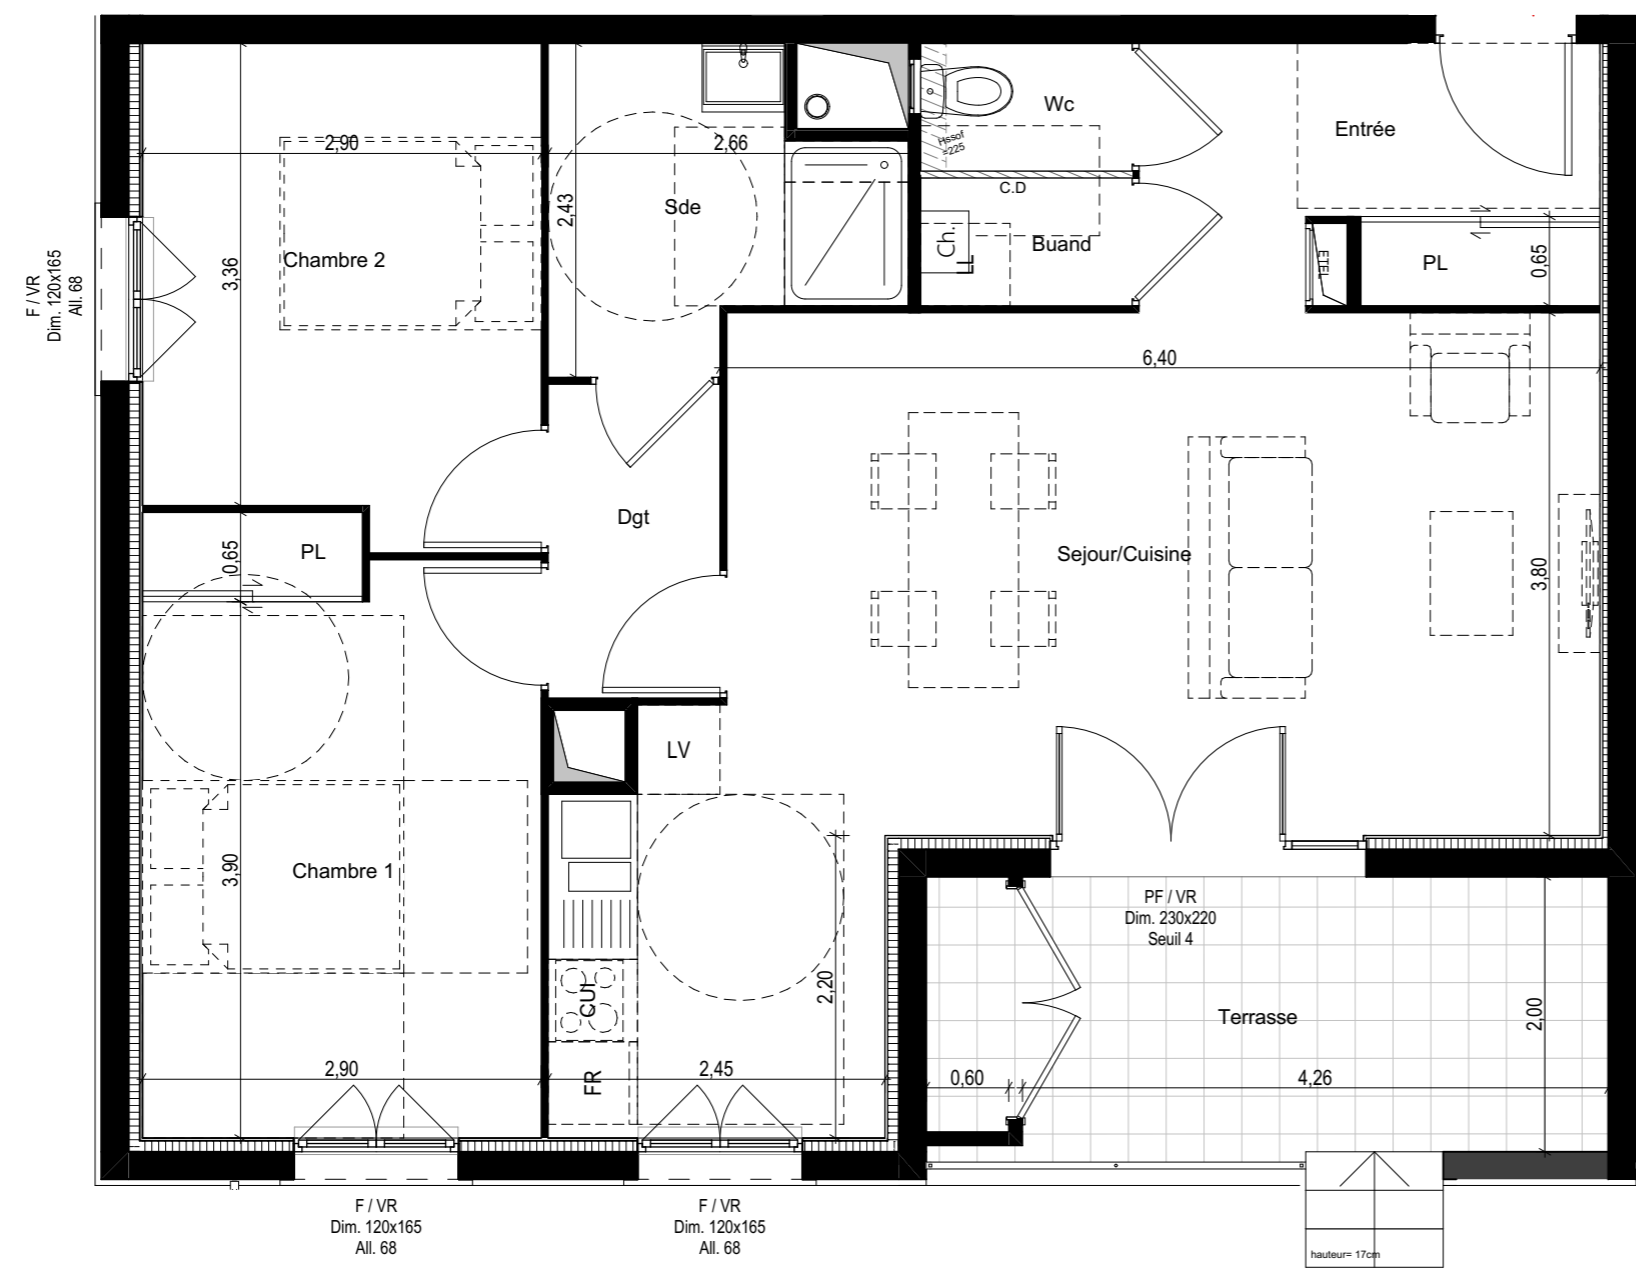 Wc
Entrée
2,90
2,66
Hssof
=225
C.D
2,43
Sde
Ch.
LL
Buand
ETEL
PL
0,65
F / VR
Dim. 120x165
All. 68
3,36
Chambre 2
6,40
Dgt
0,65
PL
Sejour/Cuisine
3,80
LV
3,90
Chambre 1
PF / VR
Dim. 230x220
Seuil 4
CUI
2,20
Terrasse
2,00
2,90
FR
2,45
0,60
4,26
F / VR
Dim. 120x165
All. 68
F / VR
Dim. 120x165
All. 68
hauteur= 17cm